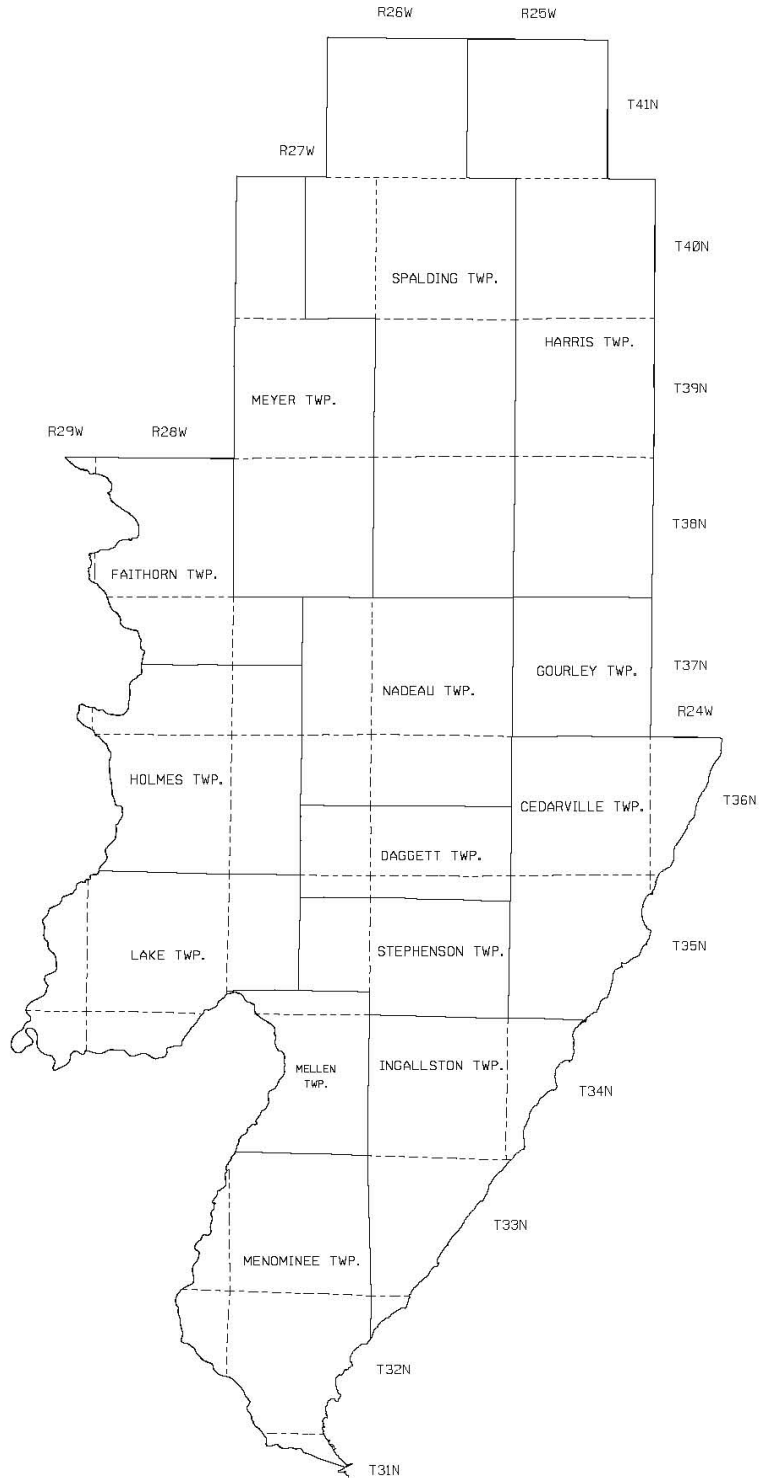 R26W
R25W
T41N
R27W
T40N
SPALDING TWP.
HARRIS TWP.
T39N
MEYER TWP.
R29W
R28W
T38N
FAITHORN TWP.
T37N
GOURLEY TWP.
NADEAU TWP.
R24W
HOLMES TWP.
T36N
CEDARVILLE TWP.
DAGGETT TWP.
T35N
LAKE TWP.
STEPHENSON TWP.
MELLEN
TWP.
INGALLSTON TWP.
T34N
T33N
MENOMINEE TWP.
T32N
T31N